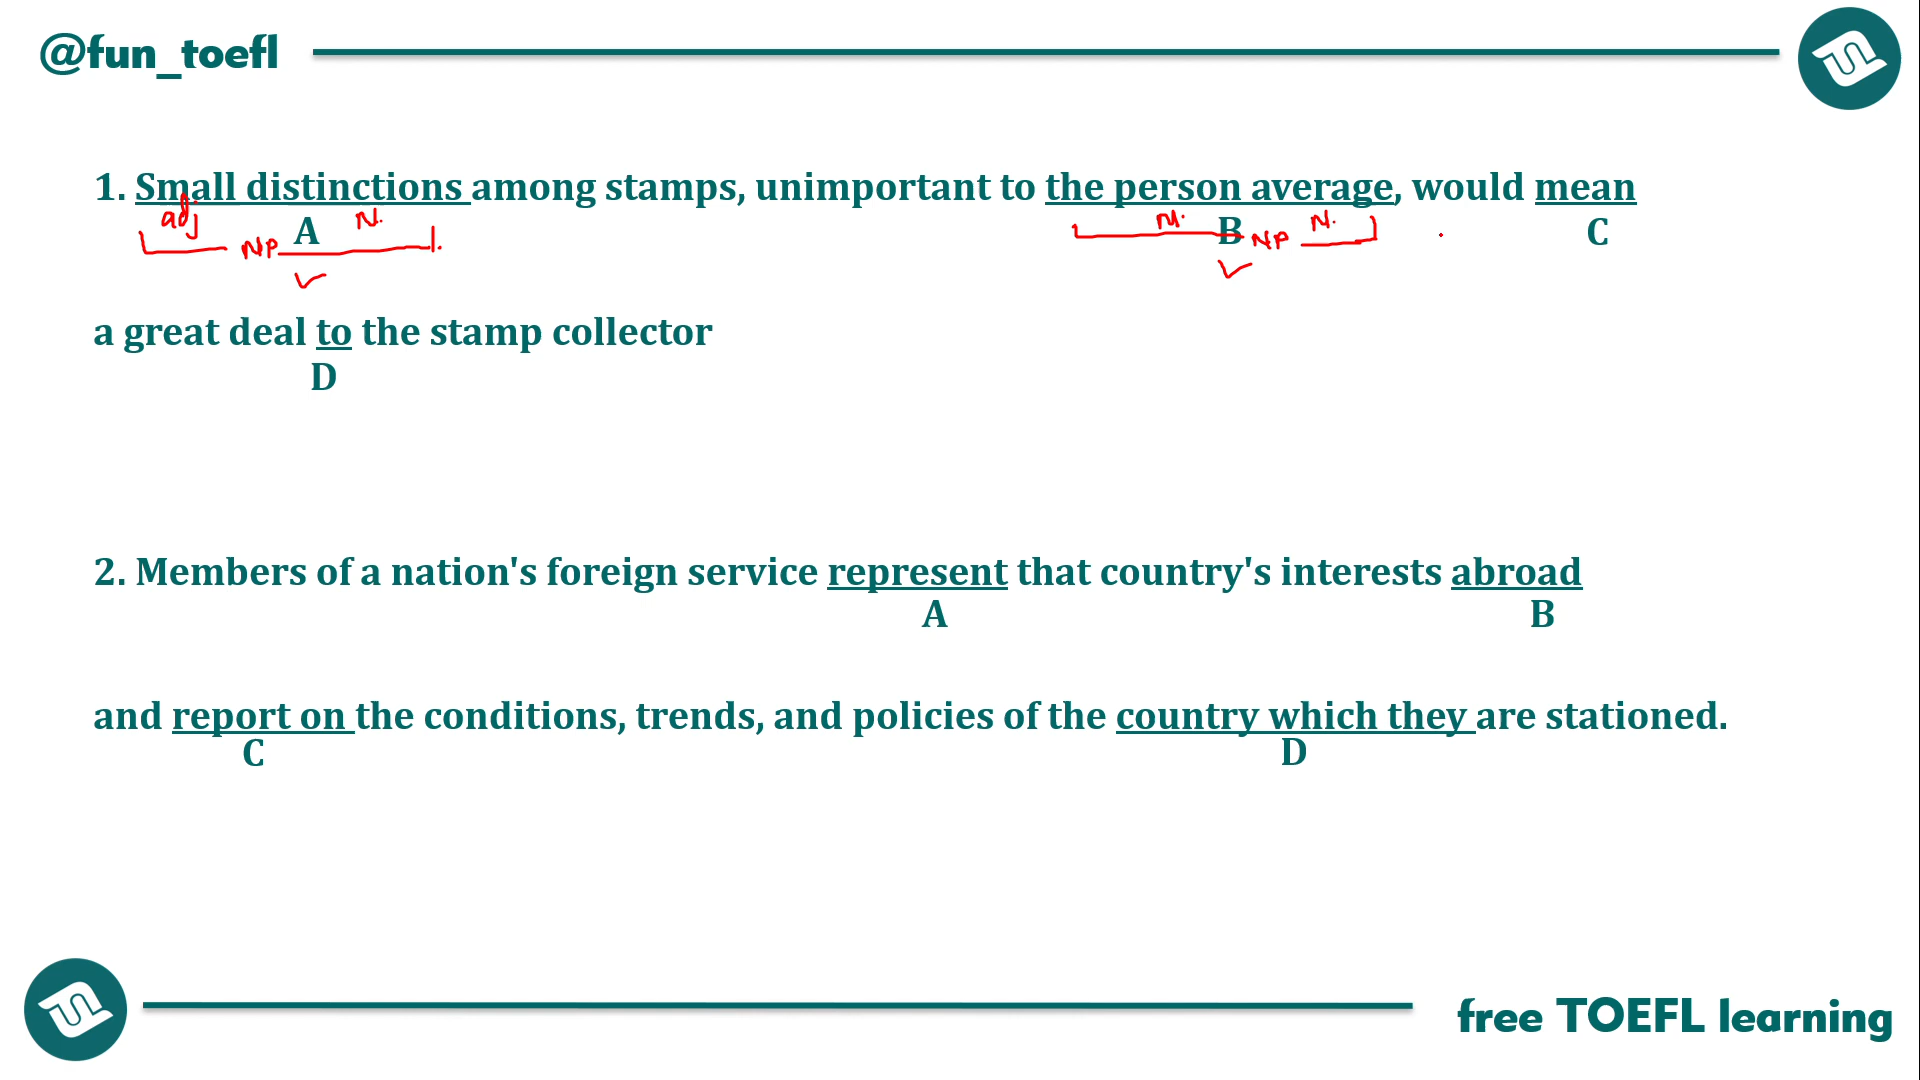 @fun_toefl
1. Small distinctions among stamps, unimportant to the person average, would mean
adj N. M. N.
A B C
NP NP
a great deal to the stamp collector
D
2. Members of a nation's foreign service represent that country's interests abroad
A B
and report on the conditions, trends, and policies of the country which they are stationed.
C D
free TOEFL learning